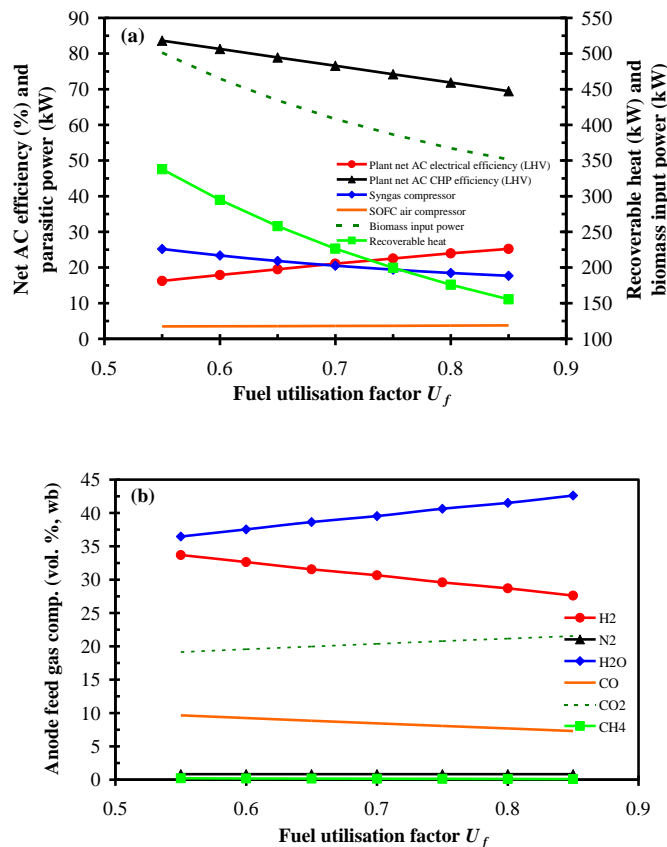 (a)
Net AC efficiency (%) and
parasitic power (kW)
90
80
70
60
50
40
30
20
10
0
550
500
450
400
350
300
250
200
150
100
Recoverable heat (kW) and
biomass input power (kW)
Plant net AC electrical efficiency (LHV)
Plant net AC CHP efficiency (LHV)
Syngas compressor
SOFC air compressor
Biomass input power
Recoverable heat
0.5
0.6
0.7
0.8
0.9
Fuel utilisation factor U_f
(b)
Anode feed gas comp. (vol. %, wb)
45
40
35
30
25
20
15
10
5
0
H2
N2
H2O
CO
CO2
CH4
0.5
0.6
0.7
0.8
0.9
Fuel utilisation factor U_f